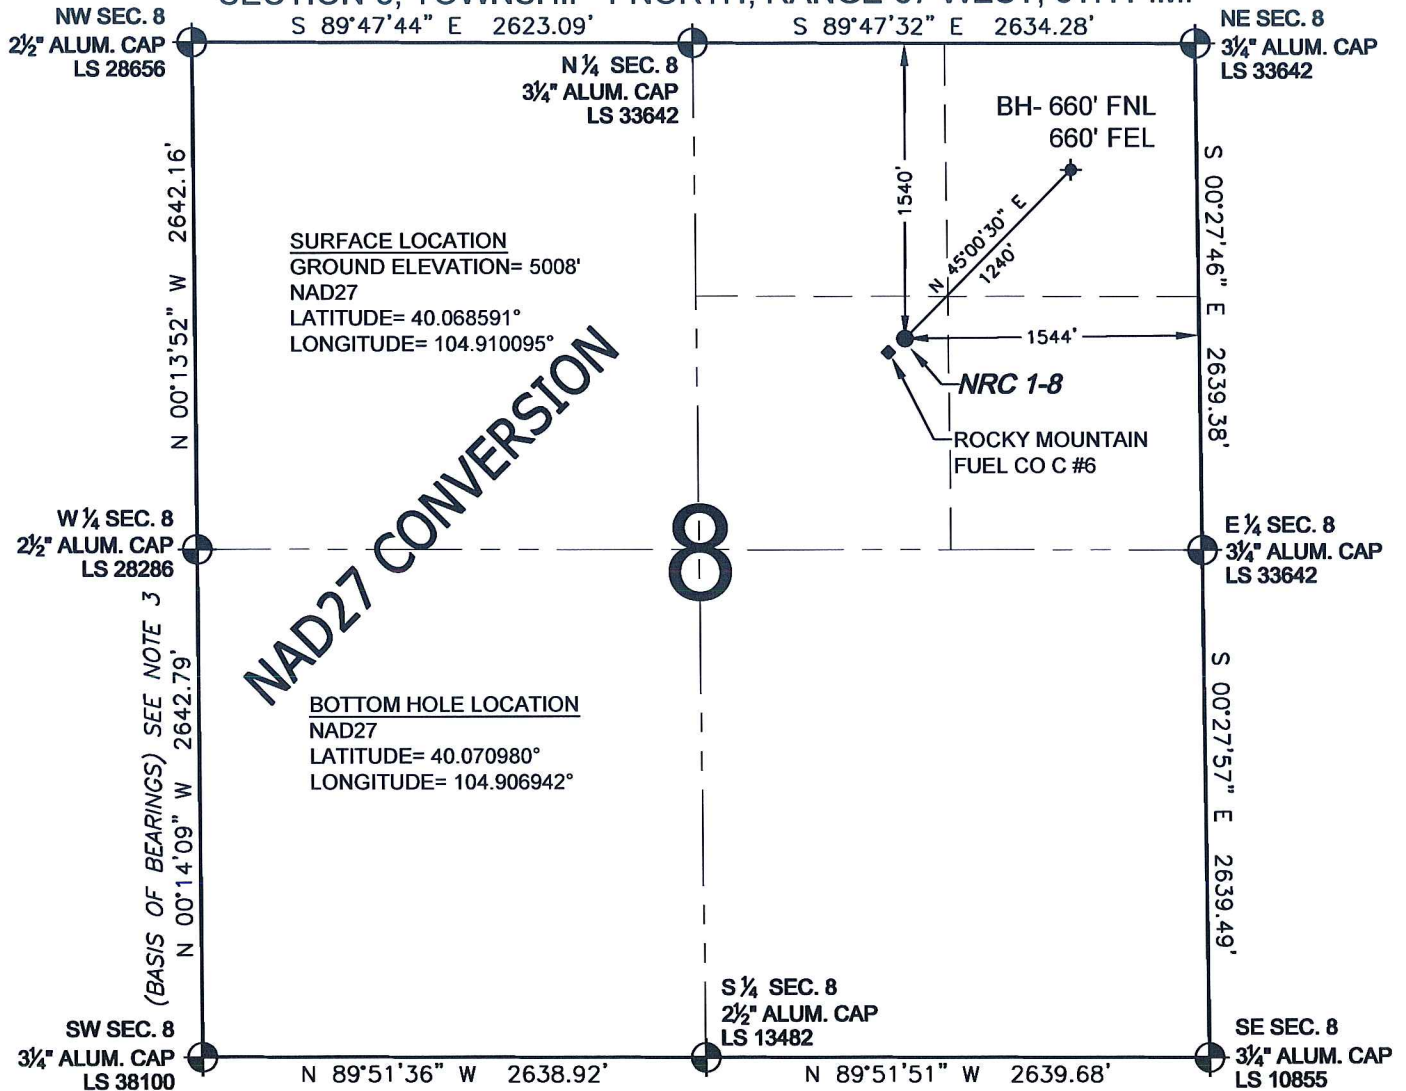 S 89°47'44" E 2623.09'
S 89°47'32" E 2634.28'
NW SEC. 8
2½" ALUM. CAP
LS 28656
N ¼ SEC. 8
3¼" ALUM. CAP
LS 33642
NE SEC. 8
3¼" ALUM. CAP
LS 33642
BH- 660' FNL
660' FEL
1540'
N 45°00'30" E
1240'
1544'
NRC 1-8
ROCKY MOUNTAIN
FUEL CO C #6
N 00°13'52" W 2642.16'
S 00°27'46" E 2639.38'
SURFACE LOCATION
GROUND ELEVATION= 5008'
NAD27
LATITUDE= 40.068591°
LONGITUDE= 104.910095°
NAD27 CONVERSION
W ¼ SEC. 8
2½" ALUM. CAP
LS 28286
8
E ¼ SEC. 8
3¼" ALUM. CAP
LS 33642
(BASIS OF BEARINGS) SEE NOTE 3
N 00°14'09" W 2642.79'
BOTTOM HOLE LOCATION
NAD27
LATITUDE= 40.070980°
LONGITUDE= 104.906942°
S 00°27'57" E 2639.49'
SW SEC. 8
3¼" ALUM. CAP
LS 38100
S ¼ SEC. 8
2½" ALUM. CAP
LS 13482
SE SEC. 8
3¼" ALUM. CAP
LS 10855
N 89°51'36" W 2638.92'
N 89°51'51" W 2639.68'